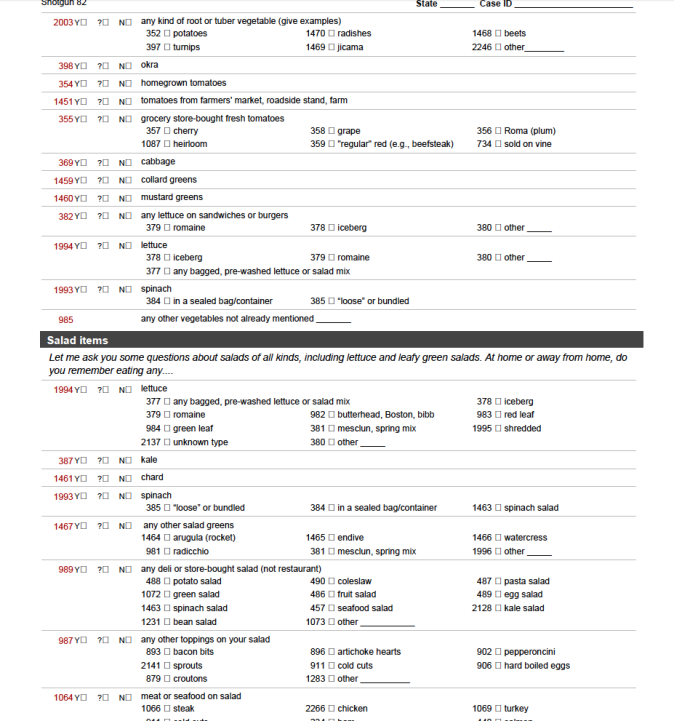 Shotgun 82 State ______ Case ID ______________________
2003 Y☐ ?☐ N☐ any kind of root or tuber vegetable (give examples)
352 ☐ potatoes 1470 ☐ radishes 1468 ☐ beets
397 ☐ turnips 1469 ☐ jicama 2246 ☐ other________
398 Y☐ ?☐ N☐ okra
354 Y☐ ?☐ N☐ homegrown tomatoes
1451 Y☐ ?☐ N☐ tomatoes from farmers' market, roadside stand, farm
355 Y☐ ?☐ N☐ grocery store-bought fresh tomatoes
357 ☐ cherry 358 ☐ grape 356 ☐ Roma (plum)
1087 ☐ heirloom 359 ☐ "regular" red (e.g., beefsteak) 734 ☐ sold on vine
369 Y☐ ?☐ N☐ cabbage
1459 Y☐ ?☐ N☐ collard greens
1460 Y☐ ?☐ N☐ mustard greens
382 Y☐ ?☐ N☐ any lettuce on sandwiches or burgers
379 ☐ romaine 378 ☐ iceberg 380 ☐ other _____
1994 Y☐ ?☐ N☐ lettuce
378 ☐ iceberg 379 ☐ romaine 380 ☐ other _____
377 ☐ any bagged, pre-washed lettuce or salad mix
1993 Y☐ ?☐ N☐ spinach
384 ☐ in a sealed bag/container 385 ☐ “loose” or bundled
985 any other vegetables not already mentioned _______
Salad items
Let me ask you some questions about salads of all kinds, including lettuce and leafy green salads. At home or away from home, do
you remember eating any....
1994 Y☐ ?☐ N☐ lettuce
377 ☐ any bagged, pre-washed lettuce or salad mix 378 ☐ iceberg
379 ☐ romaine 982 ☐ butterhead, Boston, bibb 983 ☐ red leaf
984 ☐ green leaf 381 ☐ mesclun, spring mix 1995 ☐ shredded
2137 ☐ unknown type 380 ☐ other _____
387 Y☐ ?☐ N☐ kale
1461 Y☐ ?☐ N☐ chard
1993 Y☐ ?☐ N☐ spinach
385 ☐ “loose” or bundled 384 ☐ in a sealed bag/container 1463 ☐ spinach salad
1467 Y☐ ?☐ N☐ any other salad greens
1464 ☐ arugula (rocket) 1465 ☐ endive 1466 ☐ watercress
981 ☐ radicchio 381 ☐ mesclun, spring mix 1996 ☐ other _____
989 Y☐ ?☐ N☐ any deli or store-bought salad (not restaurant)
488 ☐ potato salad 490 ☐ coleslaw 487 ☐ pasta salad
1072 ☐ green salad 486 ☐ fruit salad 489 ☐ egg salad
1463 ☐ spinach salad 457 ☐ seafood salad 2128 ☐ kale salad
1231 ☐ bean salad 1073 ☐ other ___________
987 Y☐ ?☐ N☐ any other toppings on your salad
893 ☐ bacon bits 896 ☐ artichoke hearts 902 ☐ pepperoncini
2141 ☐ sprouts 911 ☐ cold cuts 906 ☐ hard boiled eggs
879 ☐ croutons 1283 ☐ other __________
1064 Y☐ ?☐ N☐ meat or seafood on salad
1066 ☐ steak 2266 ☐ chicken 1069 ☐ turkey